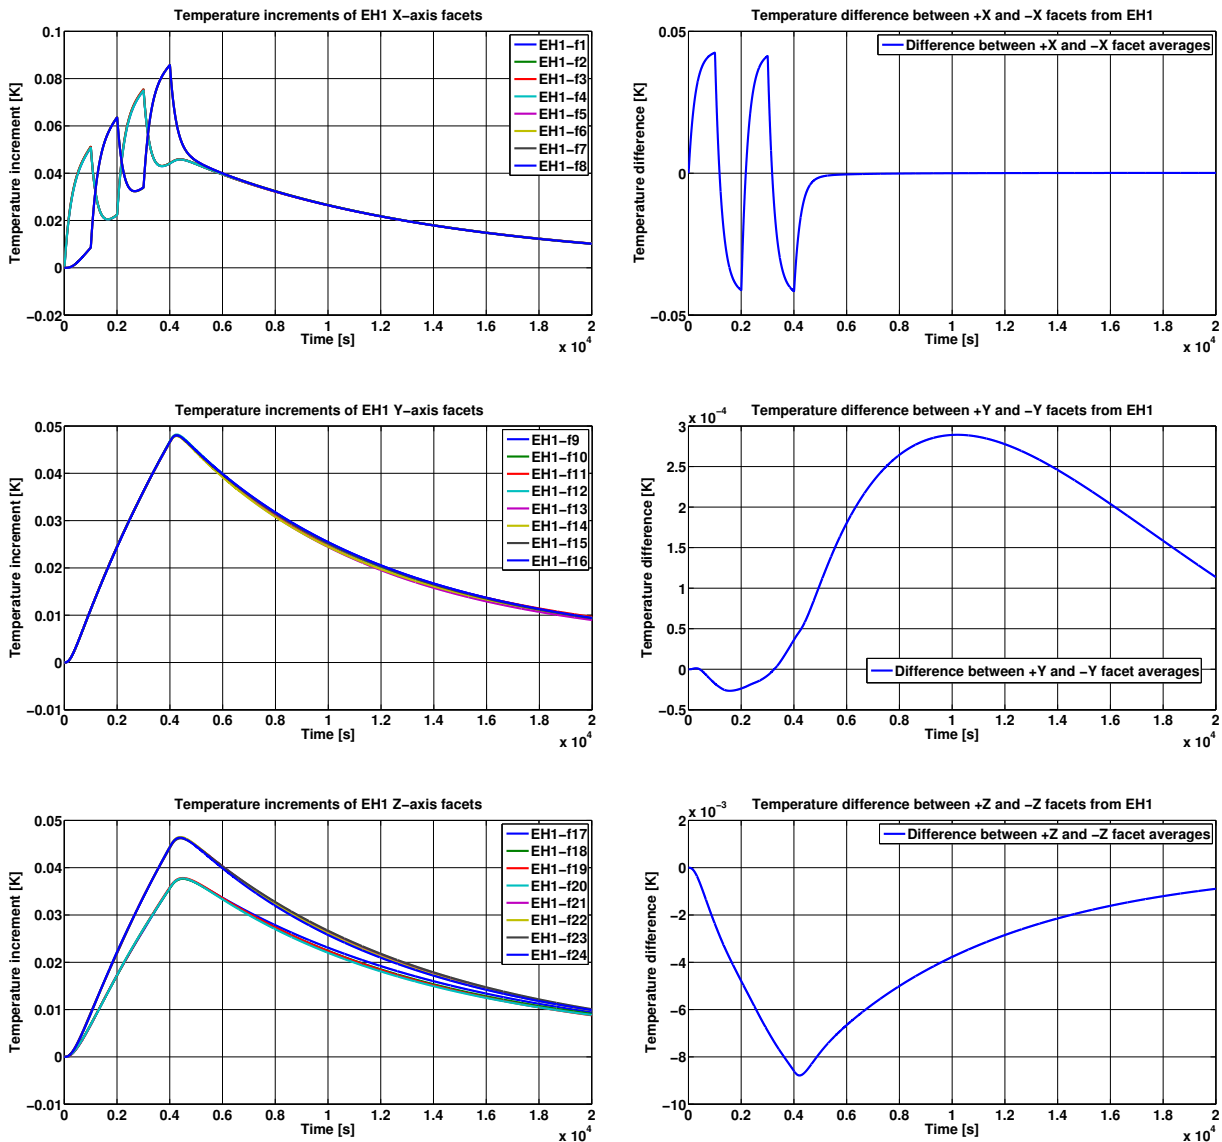 Temperature increments of EH1 X−axis facets
Temperature increment [K]
0.1
0.08
0.06
0.04
0.02
0
−0.02
EH1−f1
EH1−f2
EH1−f3
EH1−f4
EH1−f5
EH1−f6
EH1−f7
EH1−f8
0 0.2 0.4 0.6 0.8 1 1.2 1.4 1.6 1.8 2
Time [s]
x 10^4
Temperature difference between +X and −X facets from EH1
Temperature difference [K]
0.05
0
−0.05
Difference between +X and −X facet averages
0 0.2 0.4 0.6 0.8 1 1.2 1.4 1.6 1.8 2
Time [s]
x 10^4
Temperature increments of EH1 Y−axis facets
Temperature increment [K]
0.05
0.04
0.03
0.02
0.01
0
−0.01
EH1−f9
EH1−f10
EH1−f11
EH1−f12
EH1−f13
EH1−f14
EH1−f15
EH1−f16
0 0.2 0.4 0.6 0.8 1 1.2 1.4 1.6 1.8 2
Time [s]
x 10^4
Temperature difference between +Y and −Y facets from EH1
x 10^−4
Temperature difference [K]
3
2.5
2
1.5
1
0.5
0
−0.5
Difference between +Y and −Y facet averages
0 0.2 0.4 0.6 0.8 1 1.2 1.4 1.6 1.8 2
Time [s]
x 10^4
Temperature increments of EH1 Z−axis facets
Temperature increment [K]
0.05
0.04
0.03
0.02
0.01
0
−0.01
EH1−f17
EH1−f18
EH1−f19
EH1−f20
EH1−f21
EH1−f22
EH1−f23
EH1−f24
0 0.2 0.4 0.6 0.8 1 1.2 1.4 1.6 1.8 2
Time [s]
x 10^4
Temperature difference between +Z and −Z facets from EH1
x 10^−3
Temperature difference [K]
2
0
−2
−4
−6
−8
−10
Difference between +Z and −Z facet averages
0 0.2 0.4 0.6 0.8 1 1.2 1.4 1.6 1.8 2
Time [s]
x 10^4